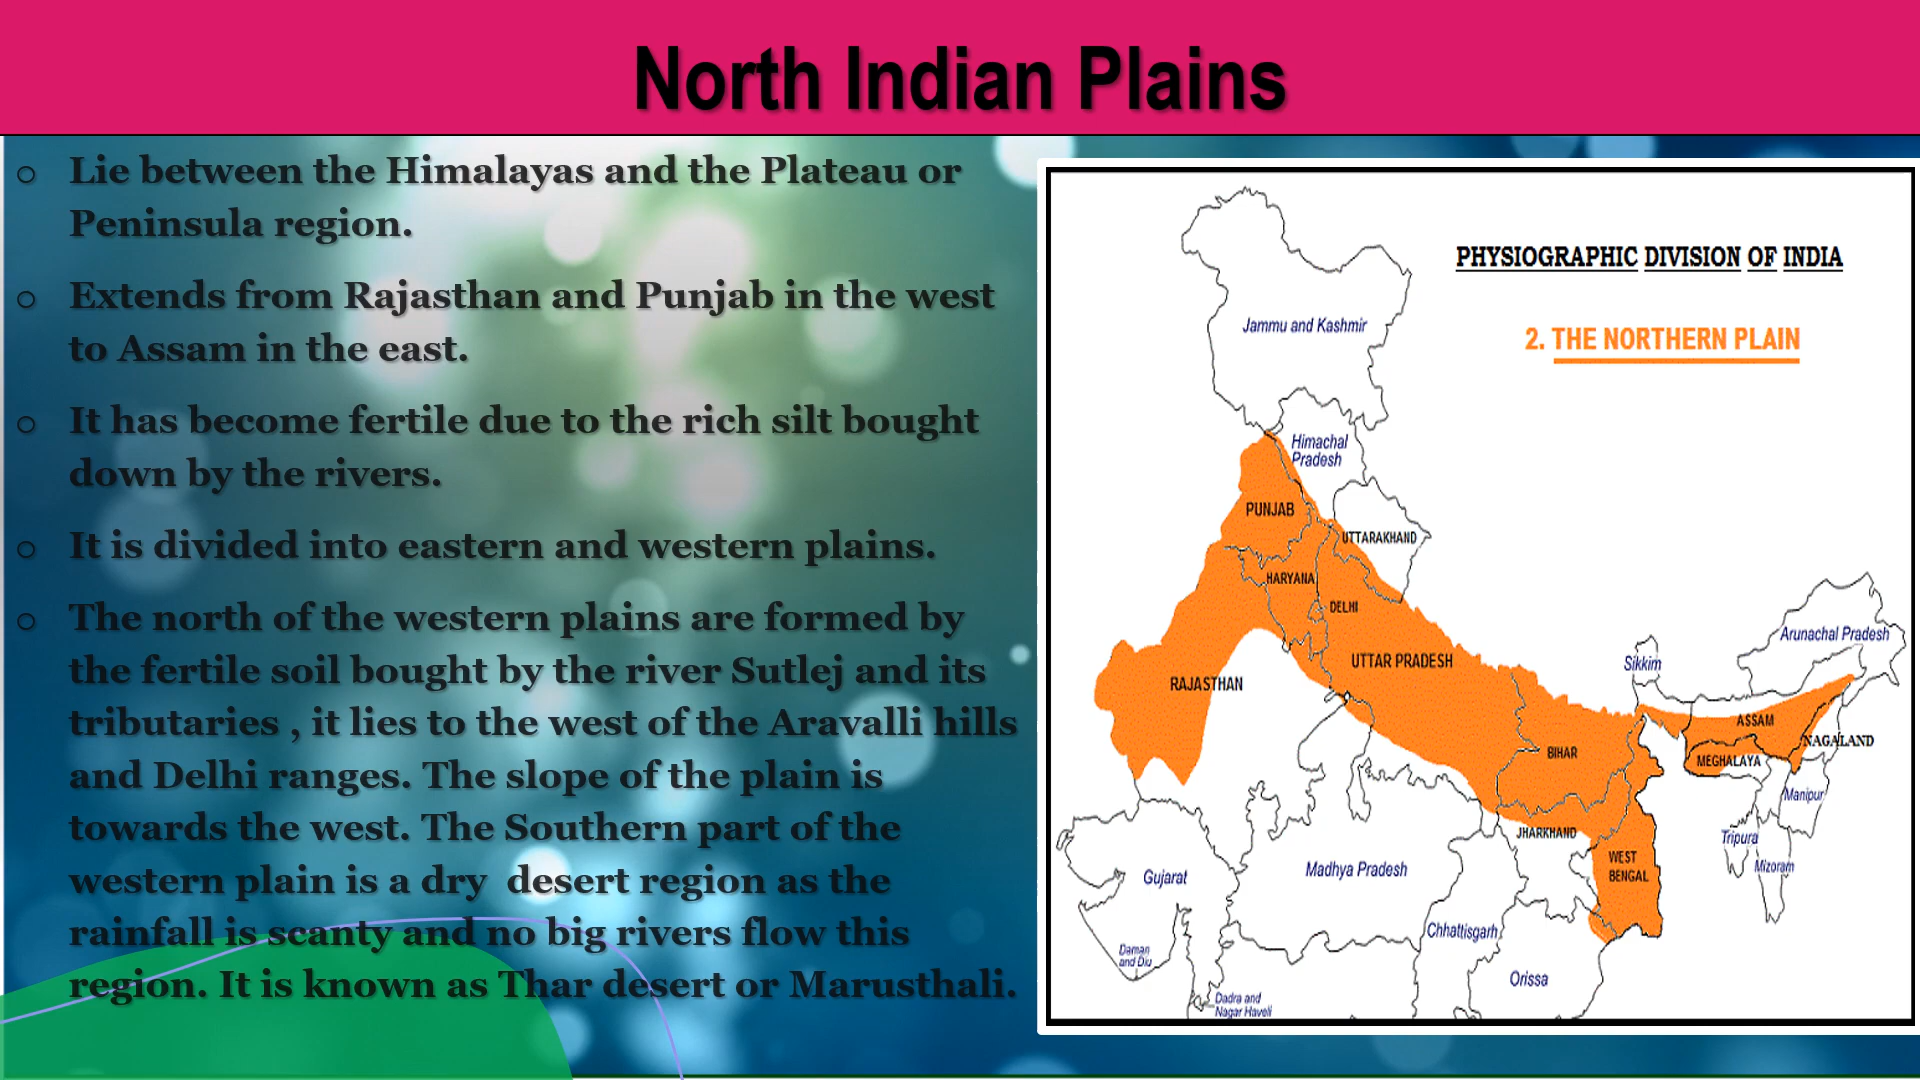 North Indian Plains
o Lie between the Himalayas and the Plateau or
Peninsula region.
o Extends from Rajasthan and Punjab in the west
to Assam in the east.
o It has become fertile due to the rich silt bought
down by the rivers.
o It is divided into eastern and western plains.
o The north of the western plains are formed by
the fertile soil bought by the river Sutlej and its
tributaries , it lies to the west of the Aravalli hills
and Delhi ranges. The slope of the plain is
towards the west. The Southern part of the
western plain is a dry  desert region as the
rainfall is scanty and no big rivers flow this
region. It is known as Thar desert or Marusthali.
PHYSIOGRAPHIC DIVISION OF INDIA
2. THE NORTHERN PLAIN
Jammu and Kashmir
Himachal
Pradesh
PUNJAB
UTTARAKHAND
HARYANA
DELHI
UTTAR PRADESH
RAJASTHAN
Sikkim
Arunachal Pradesh
ASSAM
NAGALAND
MEGHALAYA
BIHAR
Manipur
JHARKHAND
Tripura
Mizoram
WEST
BENGAL
Gujarat
Madhya Pradesh
Chhattisgarh
Daman
and Diu
Orissa
Dadra and
Nagar Haveli